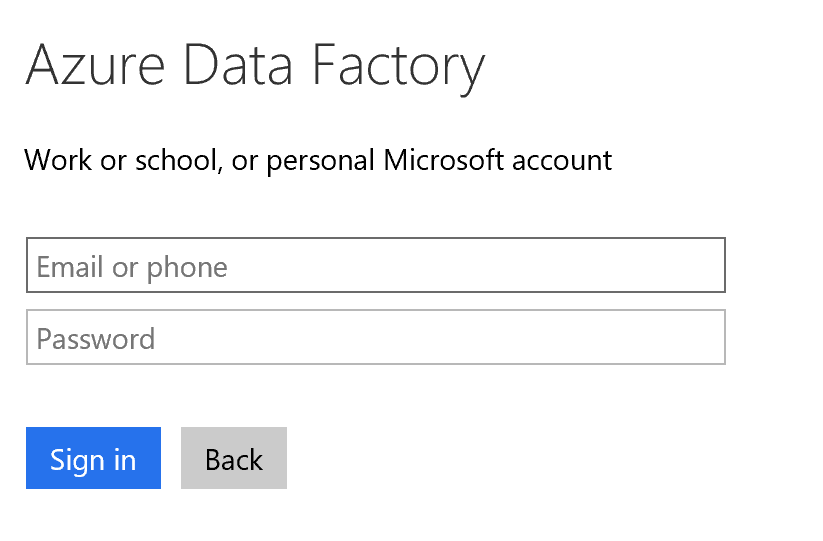 Azure Data Factory
Work or school, or personal Microsoft account
Email or phone
Password
Sign in
Back